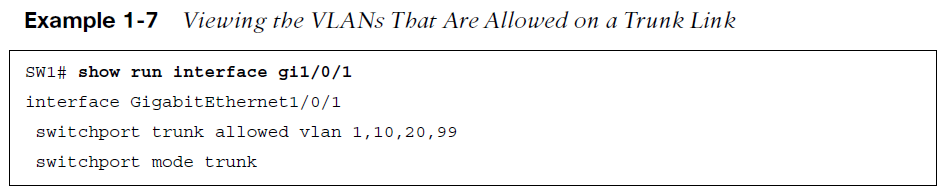 Example 1-7 Viewing the VLANs That Are Allowed on a Trunk Link
SW1# show run interface gi1/0/1
interface GigabitEthernet1/0/1
switchport trunk allowed vlan 1,10,20,99
switchport mode trunk